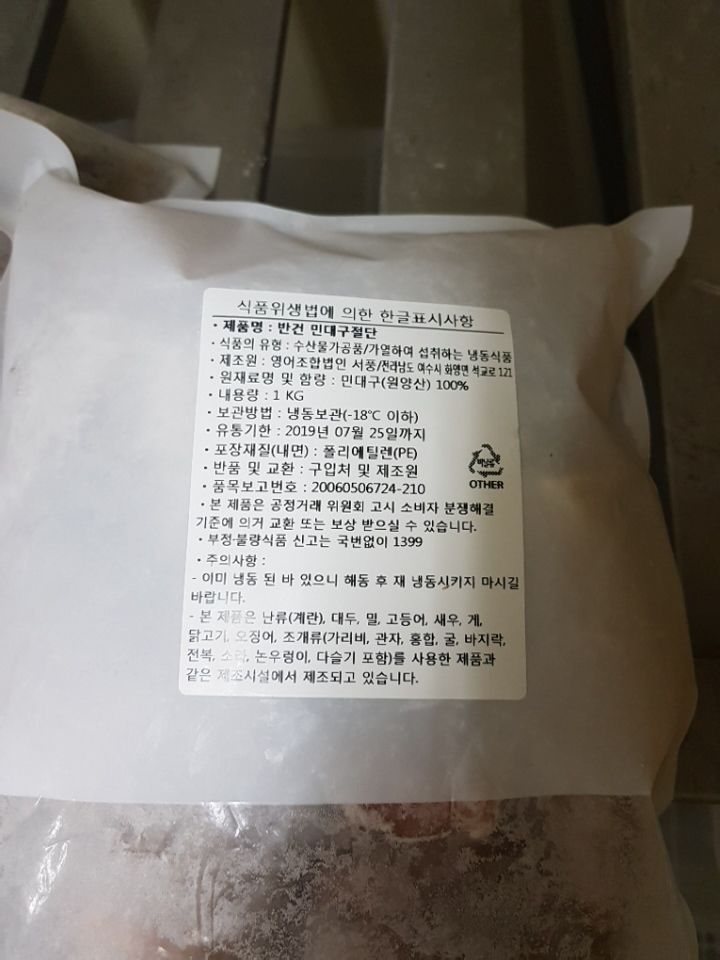 식품위생법에 의한 한글표시사항
· 제품명 : 반건 민대구절단
· 식품의 유형 : 수산물가공품/가열하여 섭취하는 냉동식품
· 제조원 : 영어조합법인 서풍/전라남도 여수시 화양면 석교로 121
· 원재료명 및 함량 : 민대구(원양산) 100%
· 내용량 : 1 KG
· 보관방법 : 냉동보관(-18℃ 이하)
· 유통기한 : 2019년 07월 25일까지
· 포장재질(내면) : 폴리에틸렌(PE)
· 반품 및 교환 : 구입처 및 제조원
· 품목보고번호 : 20060506724-210
비닐류
OTHER
· 본 제품은 공정거래 위원회 고시 소비자 분쟁해결
기준에 의거 교환 또는 보상 받으실 수 있습니다.
· 부정·불량식품 신고는 국번없이 1399
· 주의사항 :
- 이미 냉동 된 바 있으니 해동 후 재 냉동시키지 마시길
바랍니다.
- 본 제품은 난류(계란), 대두, 밀, 고등어, 새우, 게,
닭고기, 오징어, 조개류(가리비, 관자, 홍합, 굴, 바지락,
전복, 소라, 논우렁이, 다슬기 포함)를 사용한 제품과
같은 제조시설에서 제조되고 있습니다.